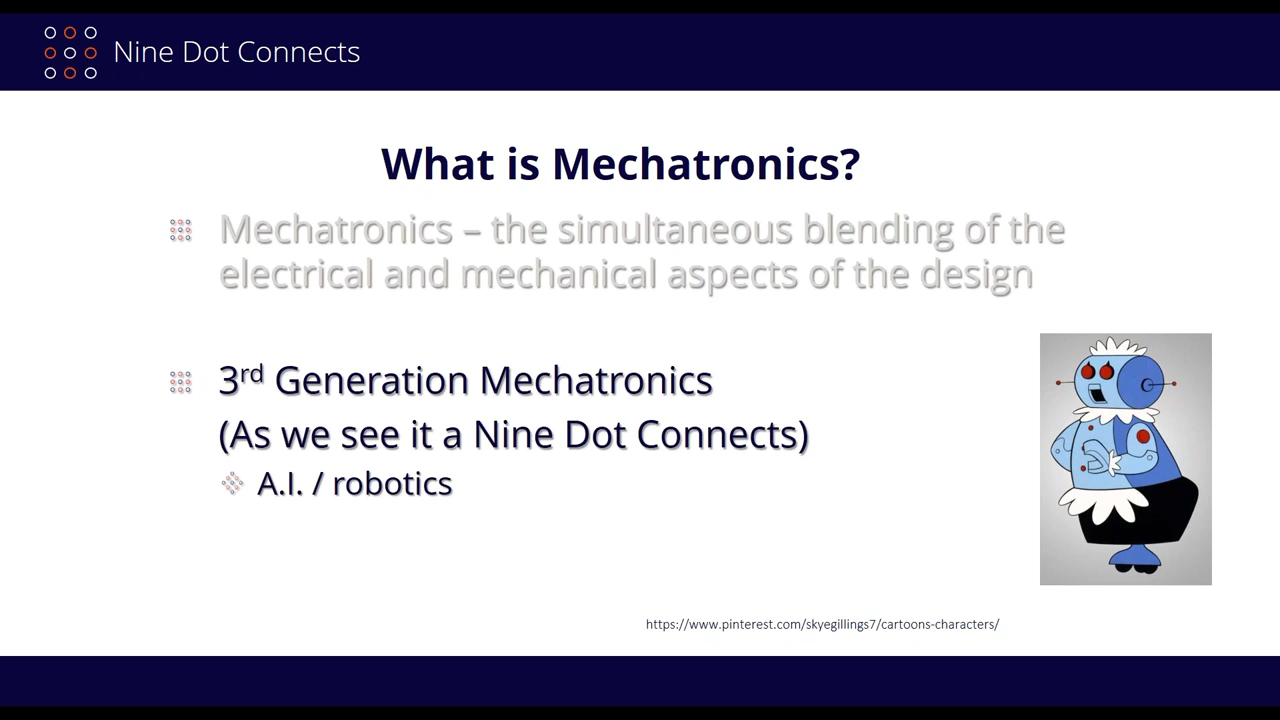 Nine Dot Connects
What is Mechatronics?
Mechatronics – the simultaneous blending of the
electrical and mechanical aspects of the design
3rd Generation Mechatronics
(As we see it a Nine Dot Connects)
A.I. / robotics
https://www.pinterest.com/skyegillings7/cartoons-characters/